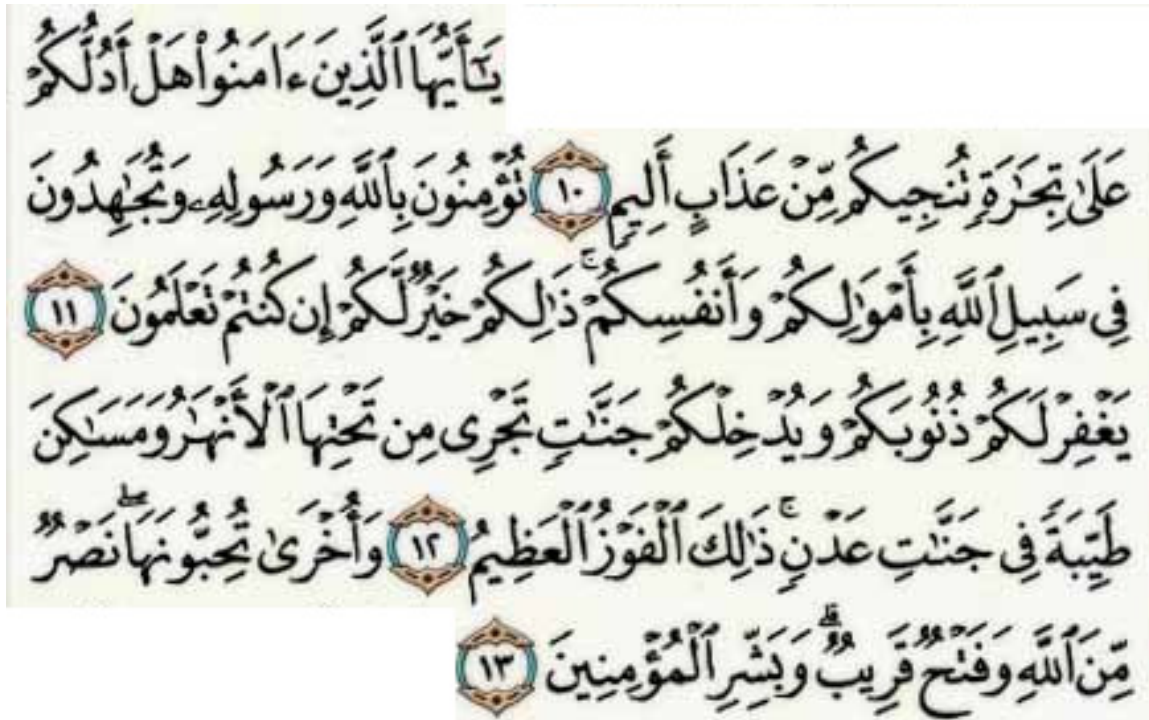 يَـٰٓأَيُّهَا ٱلَّذِينَ ءَامَنُوا۟ هَلْ أَدُلُّكُمْ
عَلَىٰ تِجَـٰرَةٍ تُنجِيكُم مِّنْ عَذَابٍ أَلِيمٍ ١٠ تُؤْمِنُونَ بِٱللَّهِ وَرَسُولِهِۦ وَتُجَـٰهِدُونَ
فِى سَبِيلِ ٱللَّهِ بِأَمْوَٰلِكُمْ وَأَنفُسِكُمْ ۚ ذَٰلِكُمْ خَيْرٌ لَّكُمْ إِن كُنتُمْ تَعْلَمُونَ ١١
يَغْفِرْ لَكُمْ ذُنُوبَكُمْ وَيُدْخِلْكُمْ جَنَّـٰتٍ تَجْرِى مِن تَحْتِهَا ٱلْأَنْهَـٰرُ وَمَسَـٰكِنَ
طَيِّبَةً فِى جَنَّـٰتِ عَدْنٍ ۚ ذَٰلِكَ ٱلْفَوْزُ ٱلْعَظِيمُ ١٢ وَأُخْرَىٰ تُحِبُّونَهَا ۖ نَصْرٌ
مِّنَ ٱللَّهِ وَفَتْحٌ قَرِيبٌ ۗ وَبَشِّرِ ٱلْمُؤْمِنِينَ ١٣